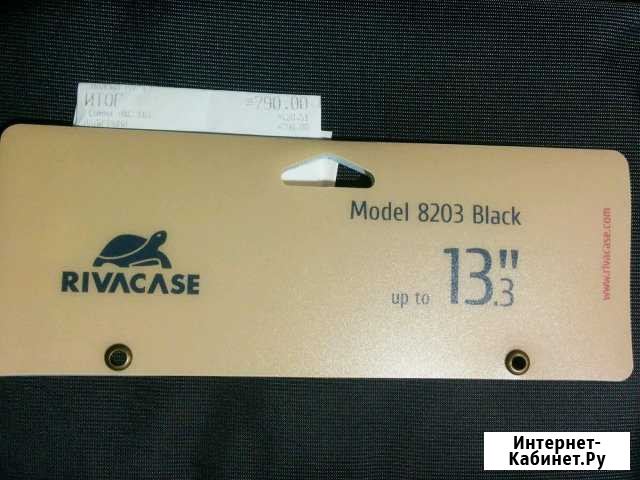 ИТОГ
=790.00
Model 8203 Black
RIVACASE
up to 13.3"
www.rivacase.com
Интернет-
Кабинет.Ру